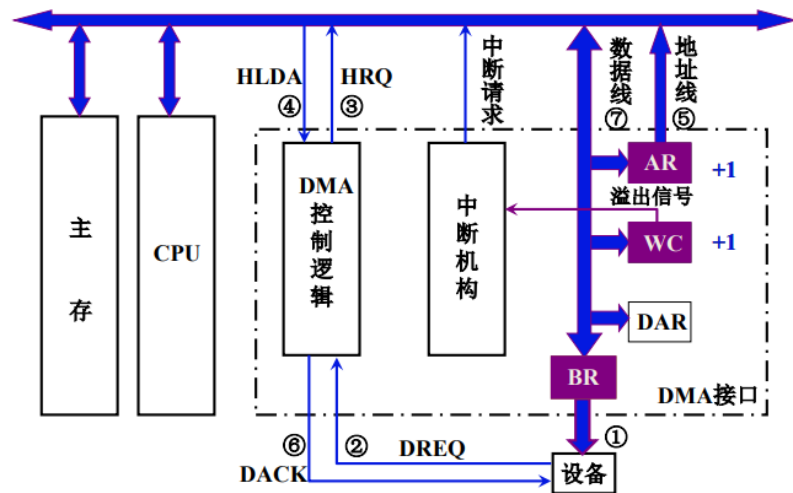 HLDA
④
HRQ
③
中断请求
数据线
⑦
地址线
⑤
主存
CPU
DMA
控制逻辑
中断机构
AR
+1
溢出信号
WC
+1
DAR
BR
DMA接口
⑥
DACK
②
DREQ
①
设备